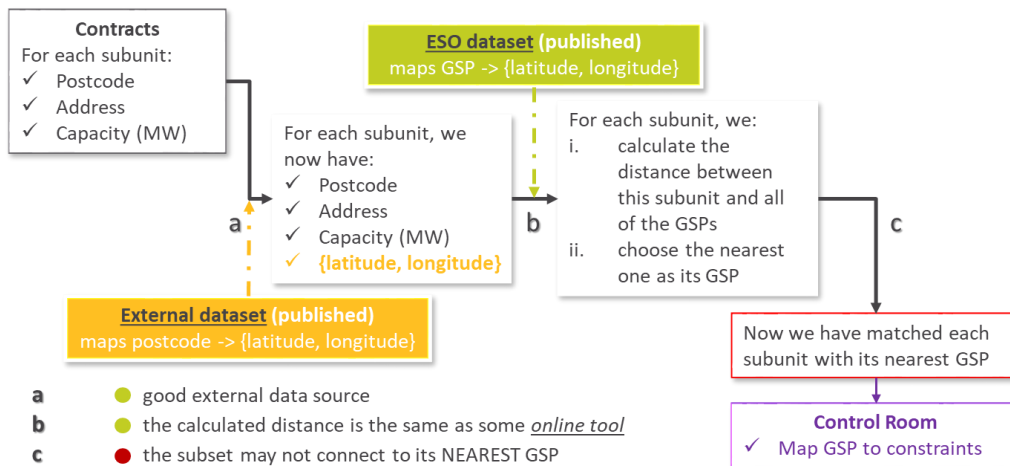 Contracts
For each subunit:
✓ Postcode
✓ Address
✓ Capacity (MW)
ESO dataset (published)
maps GSP -> {latitude, longitude}
For each subunit, we
now have:
✓ Postcode
✓ Address
✓ Capacity (MW)
✓ {latitude, longitude}
For each subunit, we:
i. calculate the
distance between
this subunit and all
of the GSPs
ii. choose the nearest
one as its GSP
a
b
c
External dataset (published)
maps postcode -> {latitude, longitude}
Now we have matched each
subunit with its nearest GSP
Control Room
✓ Map GSP to constraints
a good external data source
b the calculated distance is the same as some online tool
c the subset may not connect to its NEAREST GSP